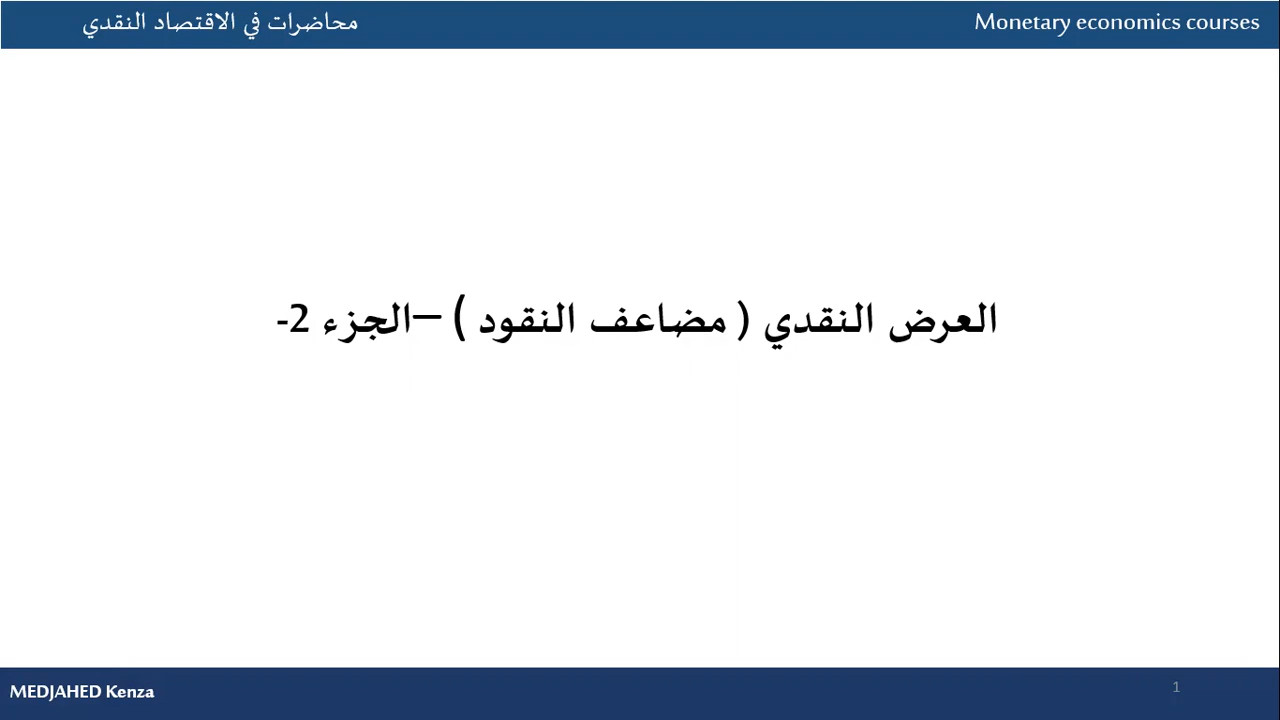 محاضرات في الاقتصاد النقدي
Monetary economics courses
العرض النقدي ( مضاعف النقود ) –الجزء 2-
MEDJAHED Kenza
1